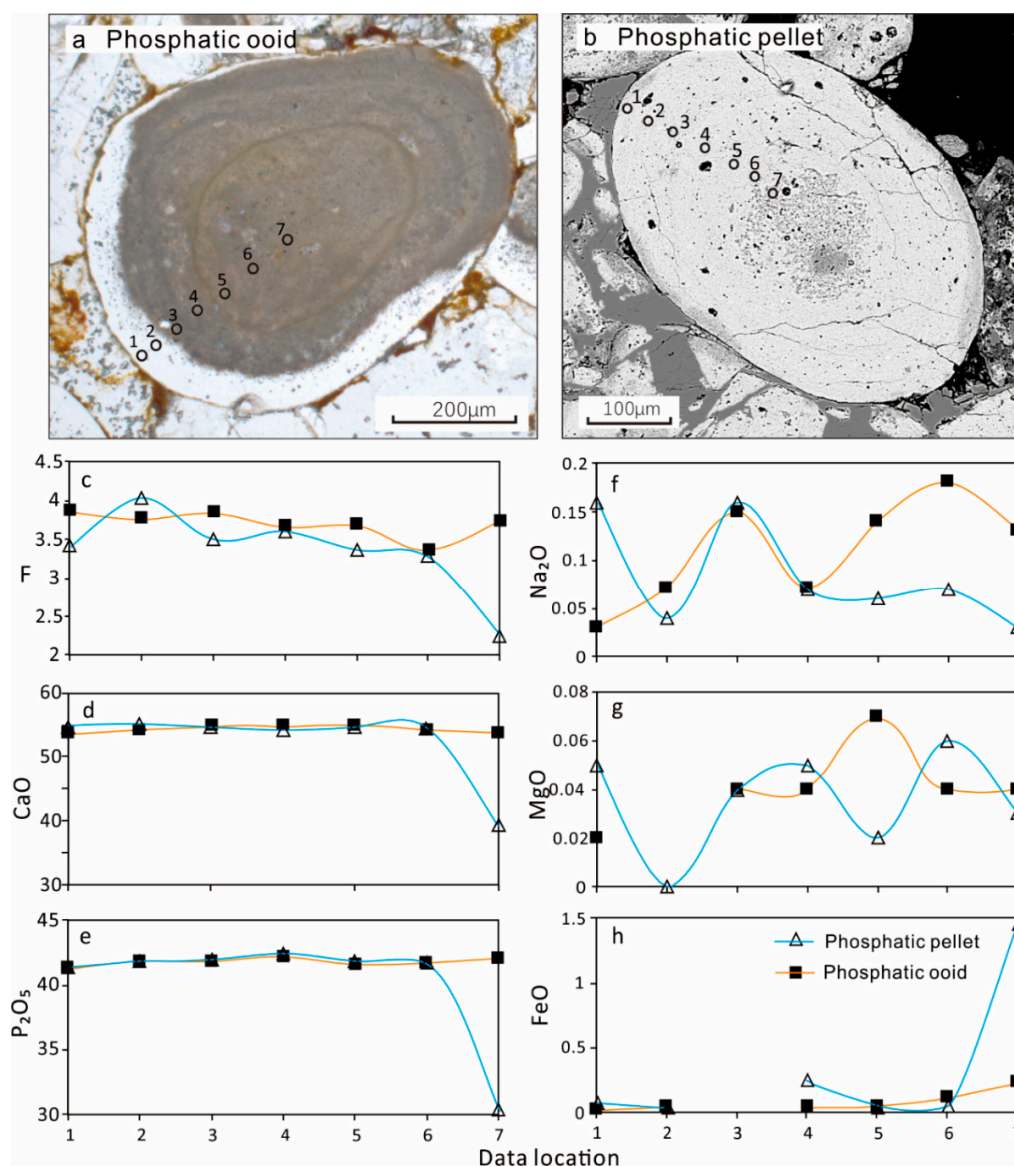 a Phosphatic ooid
b Phosphatic pellet
1
2
3
4
5
6
7
1
2
3
4
5
6
7
200μm
100μm
4.5
4
3.5
3
2.5
2
F
c
0.2
0.15
0.1
0.05
0
Na₂O
f
60
50
40
30
CaO
d
0.08
0.06
0.04
0.02
0
MgO
g
45
40
35
30
P₂O₅
e
1.5
1
0.5
0
FeO
h
Phosphatic pellet
Phosphatic ooid
1 2 3 4 5 6 7
1 2 3 4 5 6
Data location